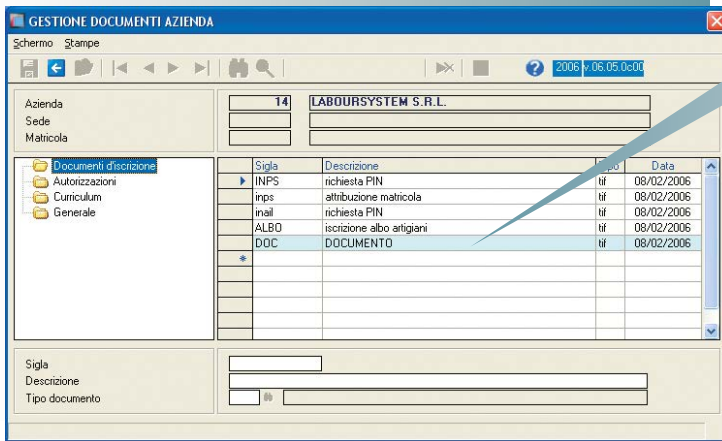 GESTIONE DOCUMENTI AZIENDA
Schermo Stampe
2006 v.06.05.0c00
Azienda 14 LABOURSYSTEM S.R.L.
Sede
Matricola
Documenti d'iscrizione
Autorizzazioni
Curriculum
Generale
Sigla Descrizione Data
INPS richiesta PIN tif 08/02/2006
inps attribuzione matricola tif 08/02/2006
inail richiesta PIN tif 08/02/2006
ALBO iscrizione albo artigiani tif 08/02/2006
DOC DOCUMENTO tif 08/02/2006
Sigla
Descrizione
Tipo documento